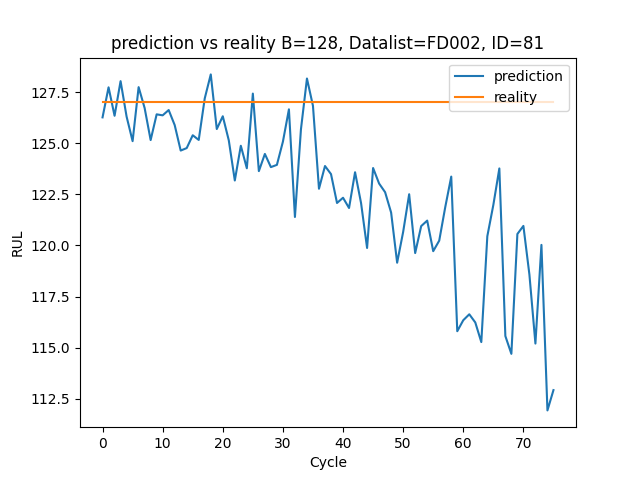 prediction vs reality B=128, Datalist=FD002, ID=81
prediction
reality
127.5
125.0
122.5
120.0
117.5
115.0
112.5
RUL
0 10 20 30 40 50 60 70
Cycle